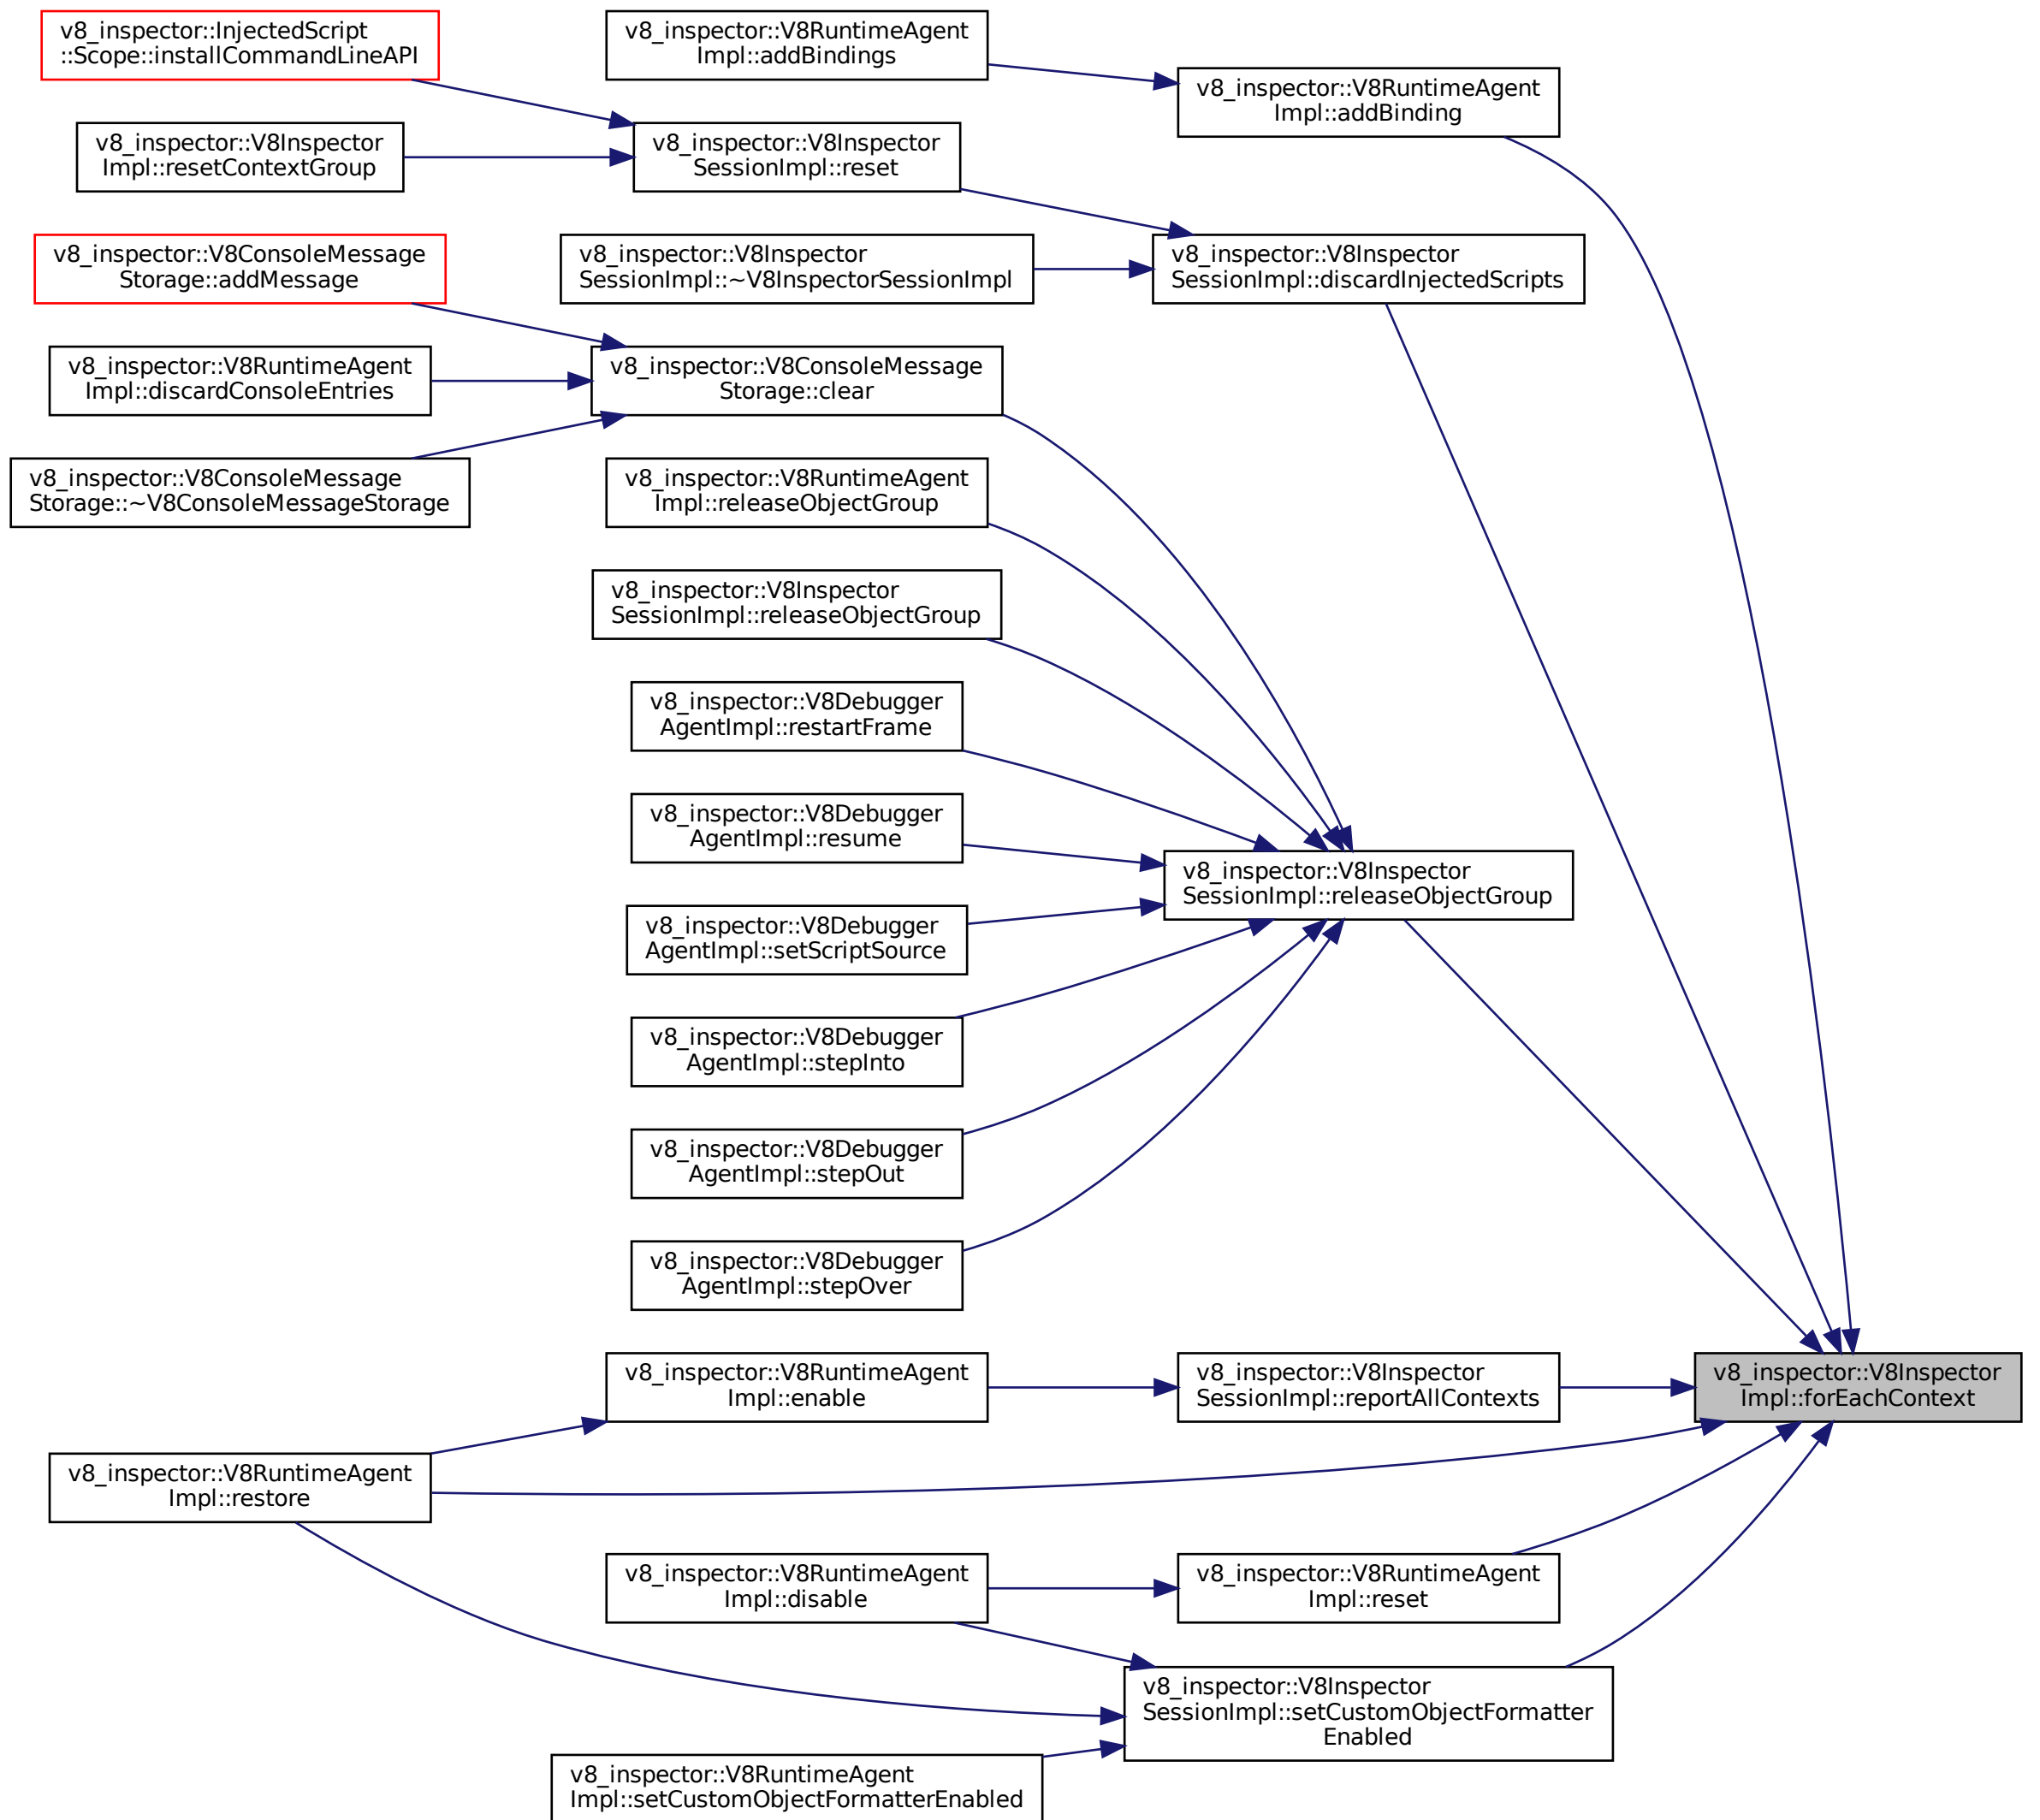 v8_inspector::InjectedScript
::Scope::installCommandLineAPI
v8_inspector::V8RuntimeAgent
Impl::addBindings
v8_inspector::V8RuntimeAgent
Impl::addBinding
v8_inspector::V8Inspector
Impl::resetContextGroup
v8_inspector::V8Inspector
SessionImpl::reset
v8_inspector::V8ConsoleMessage
Storage::addMessage
v8_inspector::V8Inspector
SessionImpl::~V8InspectorSessionImpl
v8_inspector::V8Inspector
SessionImpl::discardInjectedScripts
v8_inspector::V8RuntimeAgent
Impl::discardConsoleEntries
v8_inspector::V8ConsoleMessage
Storage::clear
v8_inspector::V8ConsoleMessage
Storage::~V8ConsoleMessageStorage
v8_inspector::V8RuntimeAgent
Impl::releaseObjectGroup
v8_inspector::V8Inspector
SessionImpl::releaseObjectGroup
v8_inspector::V8Debugger
AgentImpl::restartFrame
v8_inspector::V8Debugger
AgentImpl::resume
v8_inspector::V8Inspector
SessionImpl::releaseObjectGroup
v8_inspector::V8Debugger
AgentImpl::setScriptSource
v8_inspector::V8Debugger
AgentImpl::stepInto
v8_inspector::V8Debugger
AgentImpl::stepOut
v8_inspector::V8Debugger
AgentImpl::stepOver
v8_inspector::V8RuntimeAgent
Impl::enable
v8_inspector::V8Inspector
SessionImpl::reportAllContexts
v8_inspector::V8Inspector
Impl::forEachContext
v8_inspector::V8RuntimeAgent
Impl::restore
v8_inspector::V8RuntimeAgent
Impl::disable
v8_inspector::V8RuntimeAgent
Impl::reset
v8_inspector::V8Inspector
SessionImpl::setCustomObjectFormatter
Enabled
v8_inspector::V8RuntimeAgent
Impl::setCustomObjectFormatterEnabled